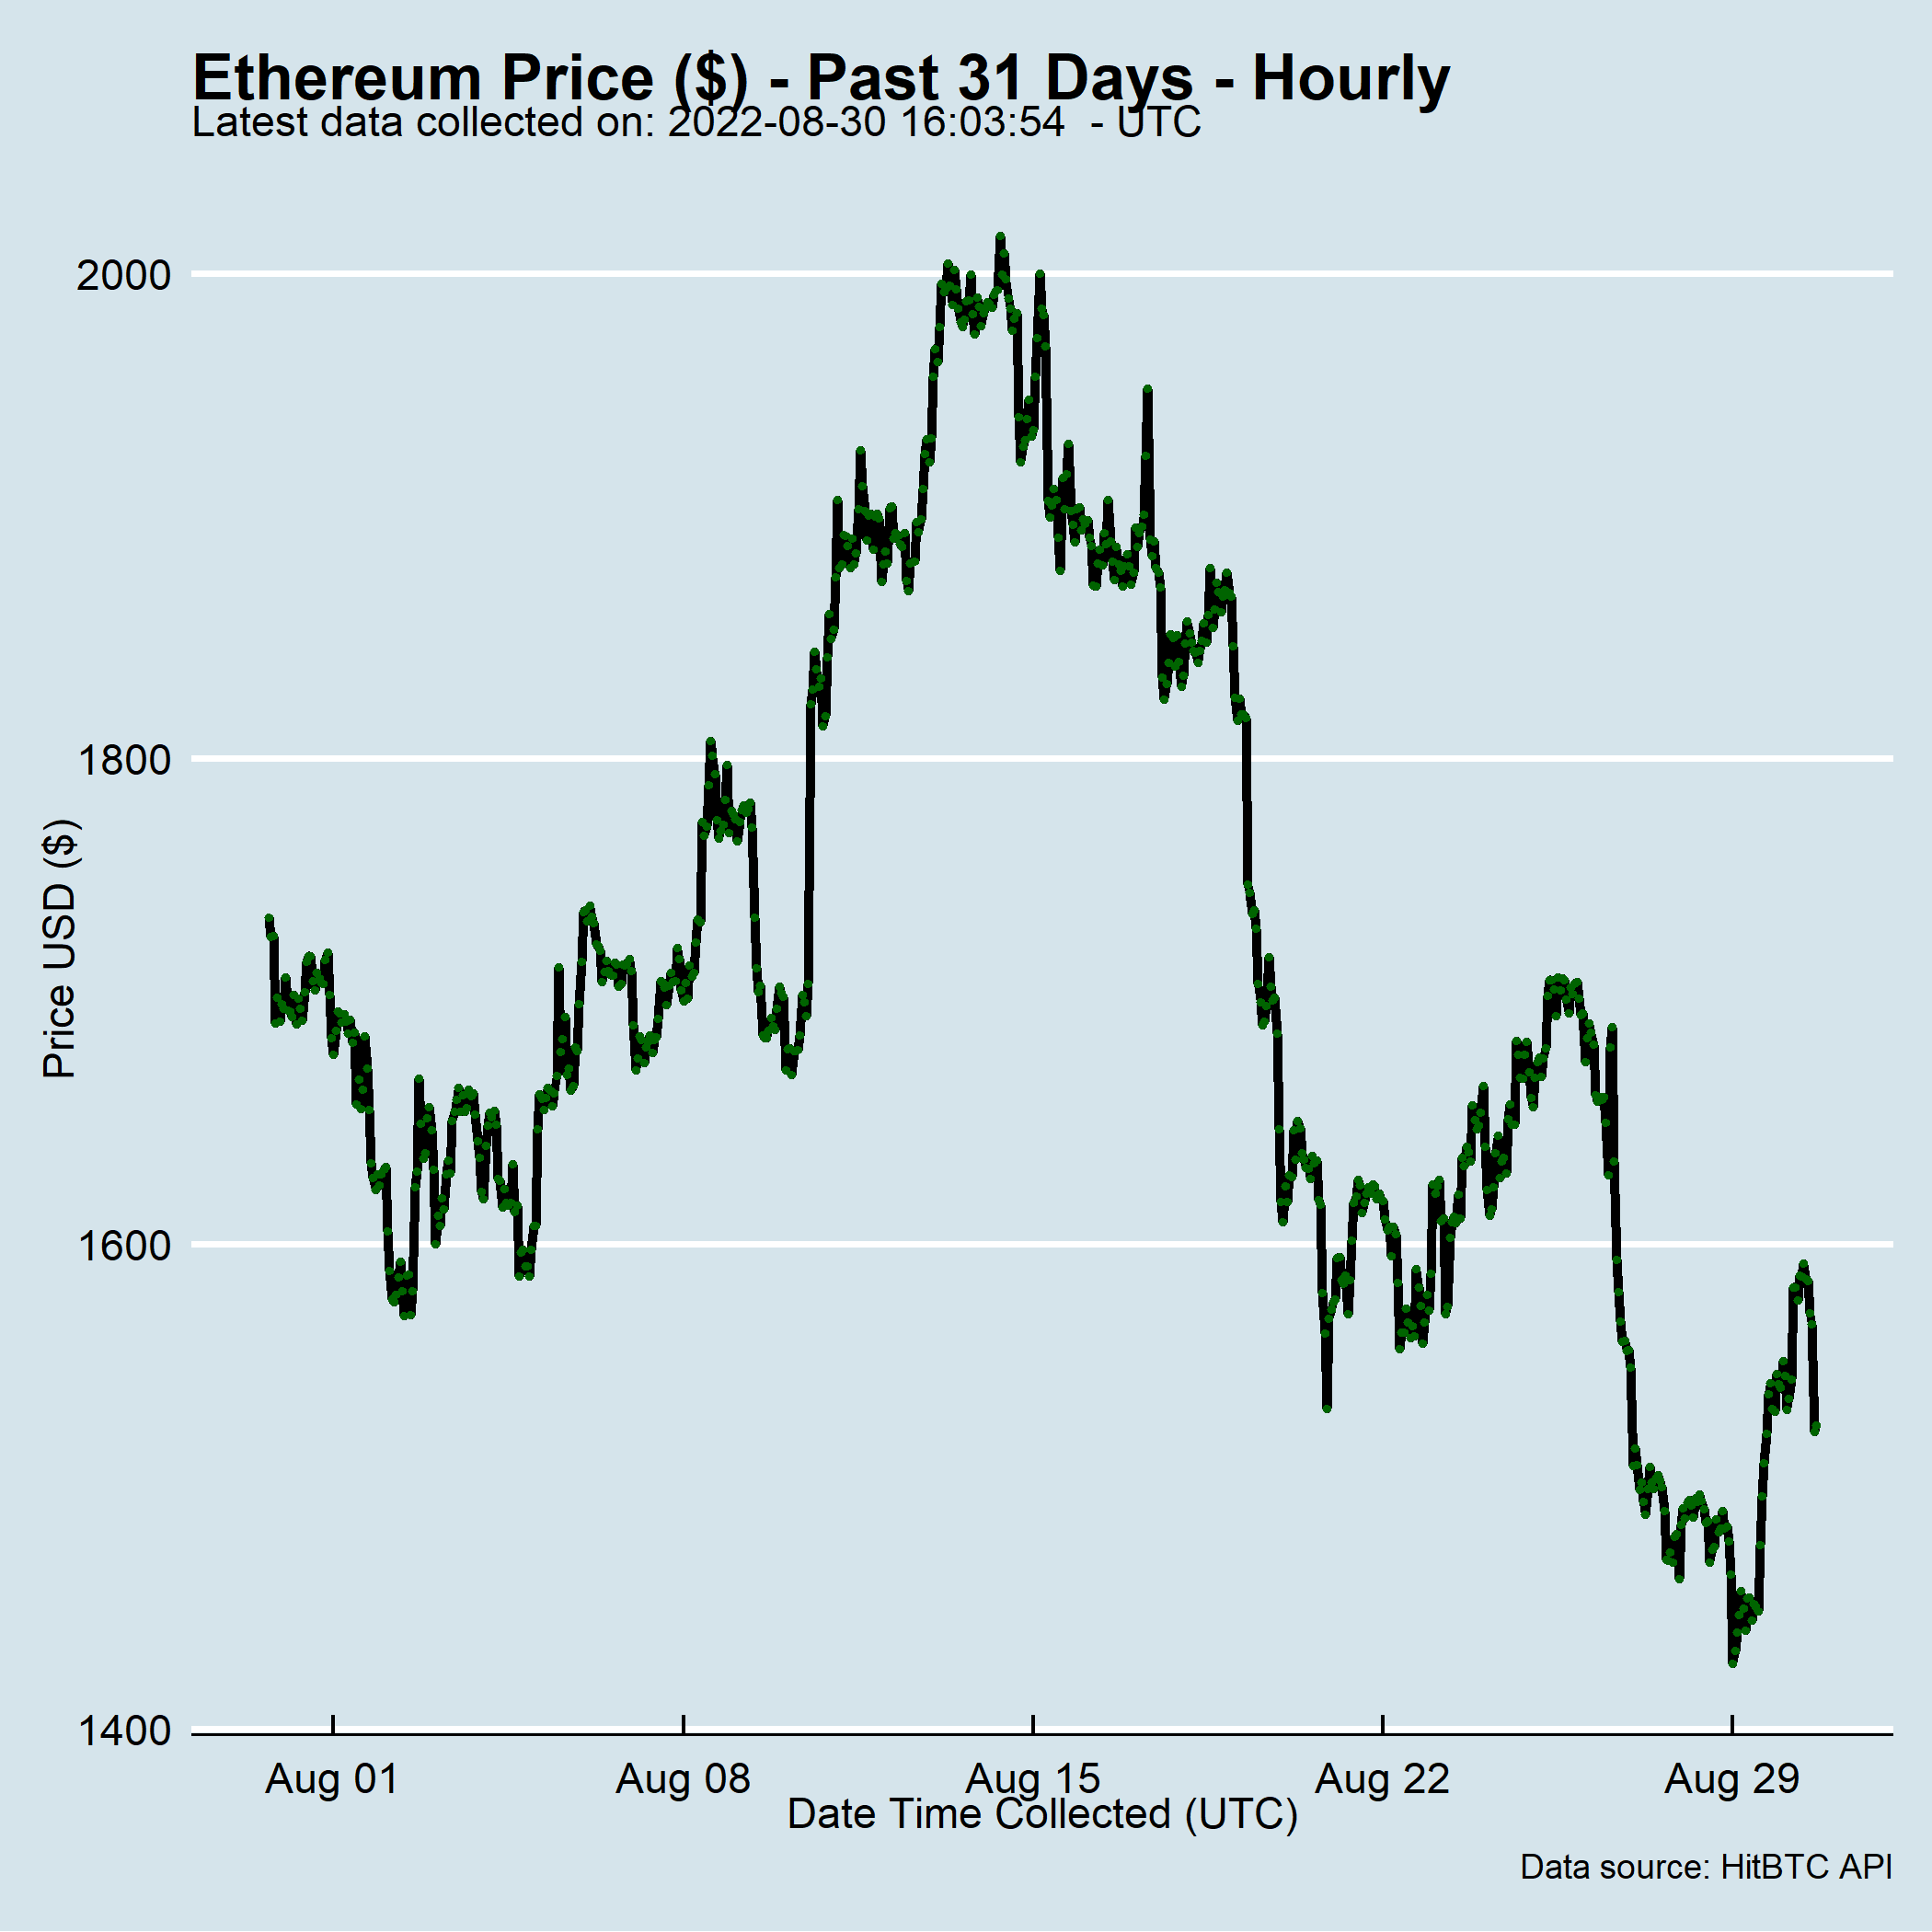 Ethereum Price ($) - Past 31 Days - Hourly
Latest data collected on: 2022-08-30 16:03:54  - UTC
Price USD ($)
2000
1800
1600
1400
Aug 01 Aug 08 Aug 15 Aug 22 Aug 29
Date Time Collected (UTC)
Data source: HitBTC API